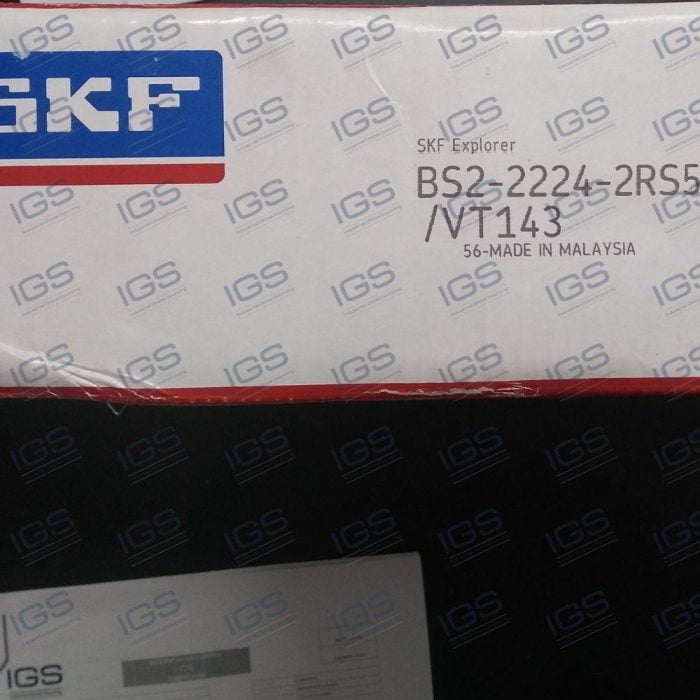 SKF
SKF Explorer
BS2-2224-2RS5
/VT143
56-MADE IN MALAYSIA
IGS